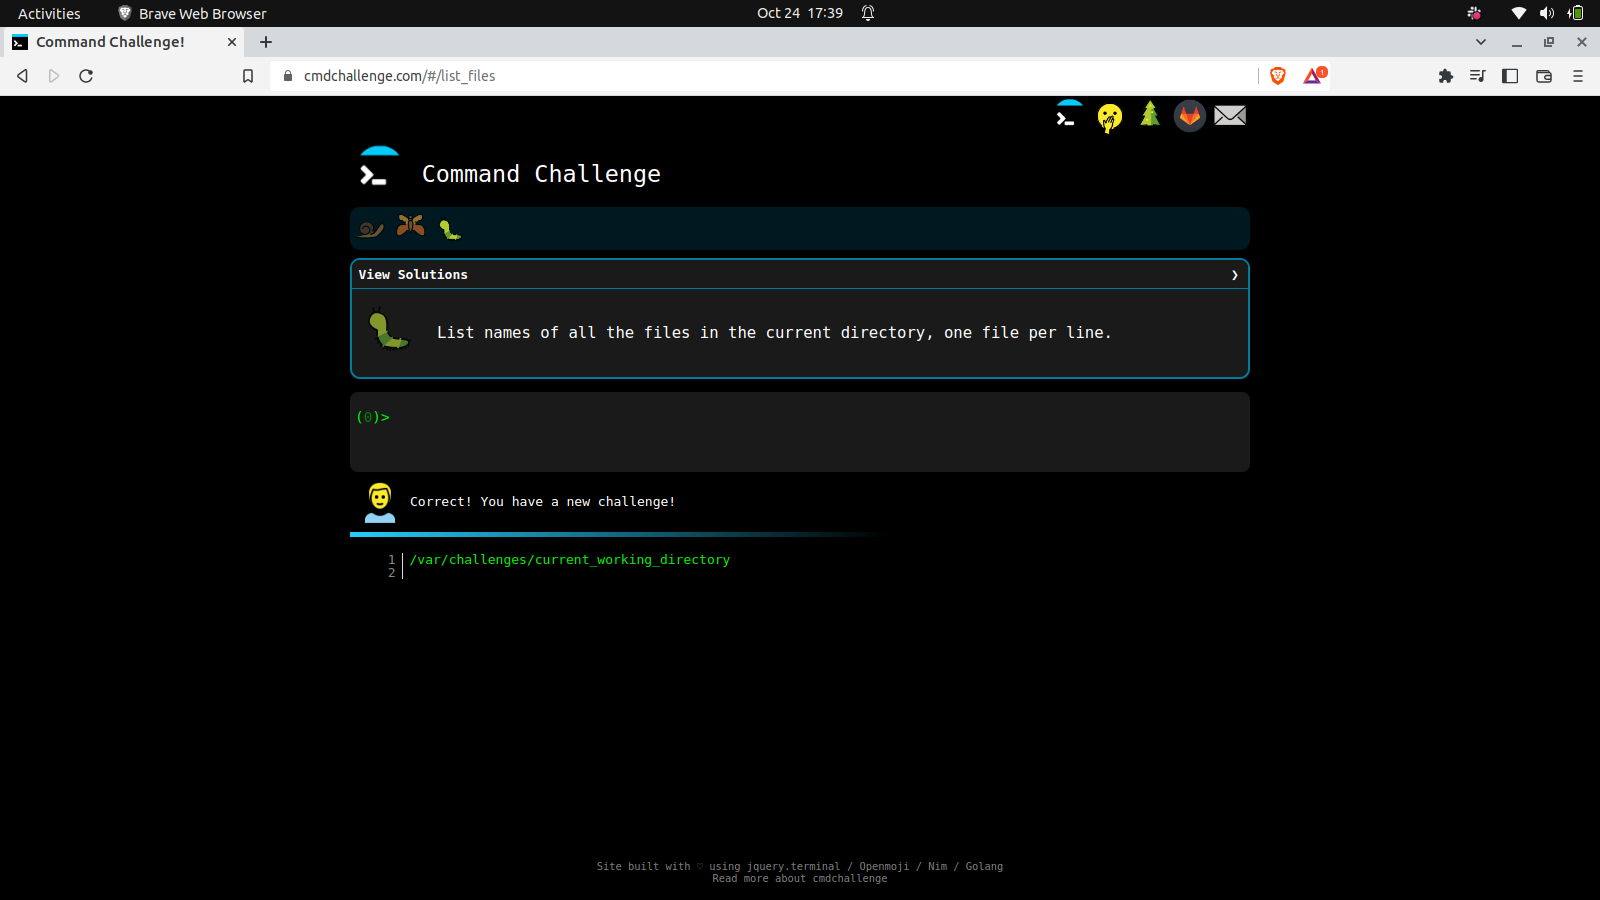 Activities
Brave Web Browser
Oct 24 17:39
Command Challenge!
cmdchallenge.com/#/list_files
1
Command Challenge
View Solutions
List names of all the files in the current directory, one file per line.
(0)>
Correct! You have a new challenge!
1 /var/challenges/current_working_directory
2
Site built with ♡ using jquery.terminal / Openmoji / Nim / Golang
Read more about cmdchallenge